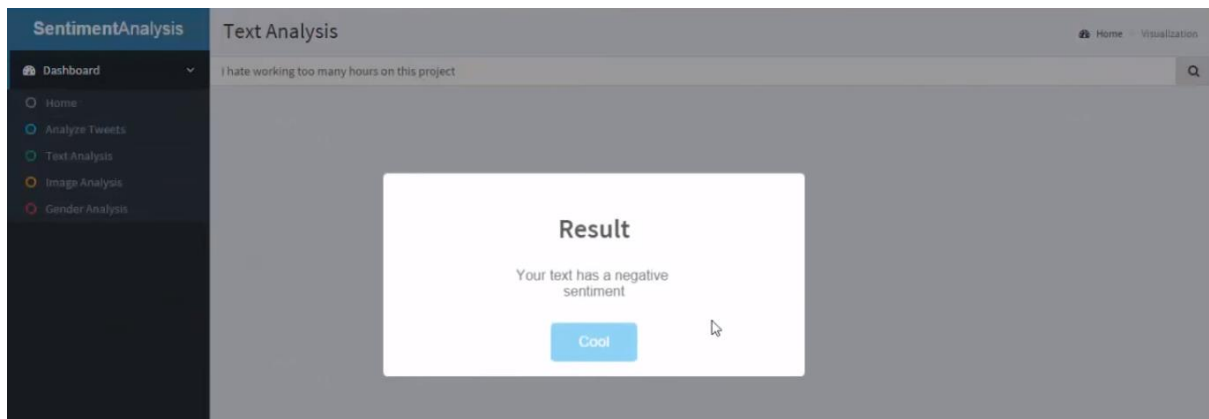 SentimentAnalysis
Text Analysis
Home
Visualization
Dashboard
I hate working too many hours on this project
Home
Analyze Tweets
Text Analysis
Image Analysis
Gender Analysis
Result
Your text has a negative
sentiment
Cool